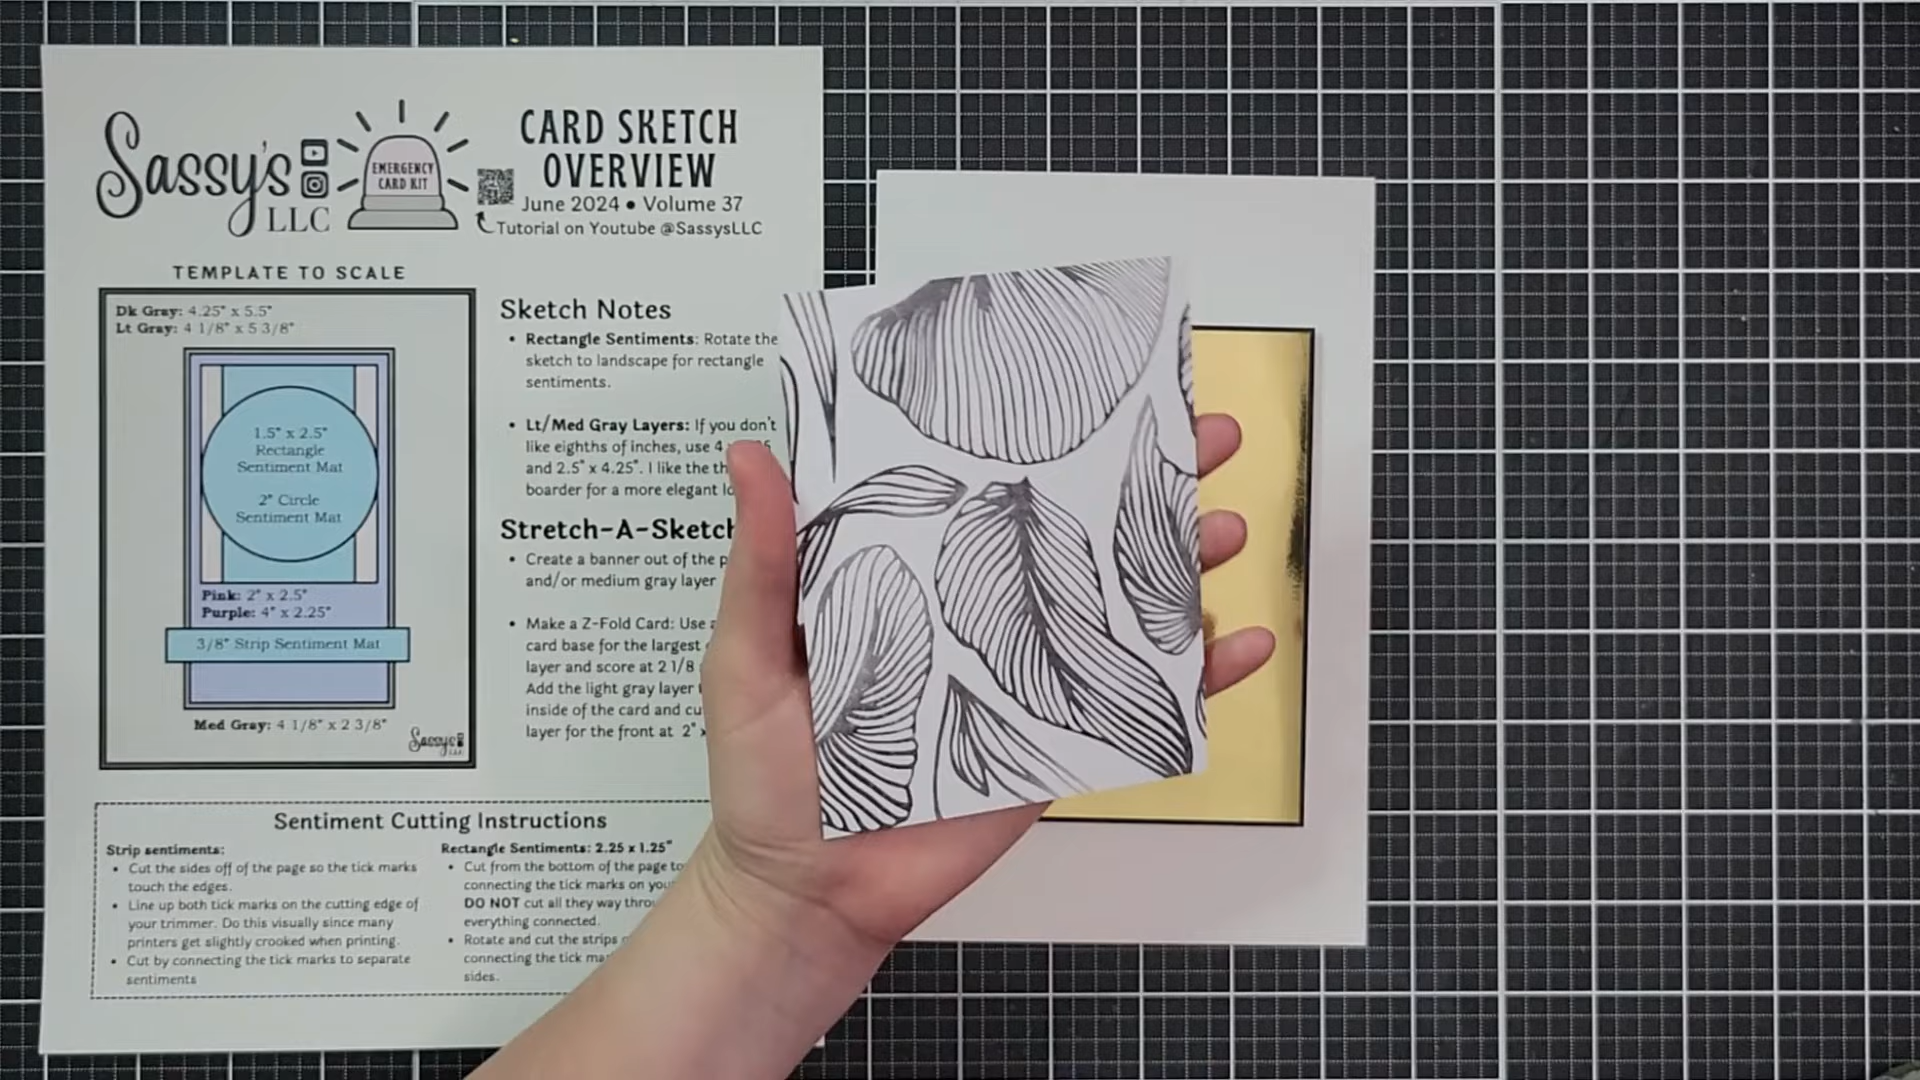 Sassy's
LLC
EMERGENCY
CARD KIT
CARD SKETCH
OVERVIEW
June 2024 • Volume 37
Tutorial on Youtube @SassysLLC
TEMPLATE TO SCALE
Dk Gray: 4.25" x 5.5"
Lt Gray: 4 1/8" x 5 3/8"
1.5" x 2.5"
Rectangle
Sentiment Mat
2" Circle
Sentiment Mat
Pink: 2" x 2.5"
Purple: 4" x 2.25"
3/8" Strip Sentiment Mat
Med Gray: 4 1/8" x 2 3/8"
Sassy's
LLC
Sketch Notes
• Rectangle Sentiments: Rotate the
sketch to landscape for rectangle
sentiments.
• Lt/Med Gray Layers: If you don't
like eighths of inches, use 4
and 2.5" x 4.25". I like the
boarder for a more elegant
Stretch-A-Sketch
• Create a banner out of the
and/or medium gray layer
• Make a Z-Fold Card: Use
card base for the largest
layer and score at 2 1/8
Add the light gray layer
inside of the card and
layer for the front at 2"
Sentiment Cutting Instructions
Strip sentiments:
• Cut the sides off of the page so the tick marks
touch the edges.
• Line up both tick marks on the cutting edge of
your trimmer. Do this visually since many
printers get slightly crooked when printing.
• Cut by connecting the tick marks to separate
sentiments
Rectangle Sentiments: 2.25 x 1.25"
• Cut from the bottom of the page
connecting the tick marks on
DO NOT cut all they way
everything connected.
• Rotate and cut the strips
connecting the tick
sides.